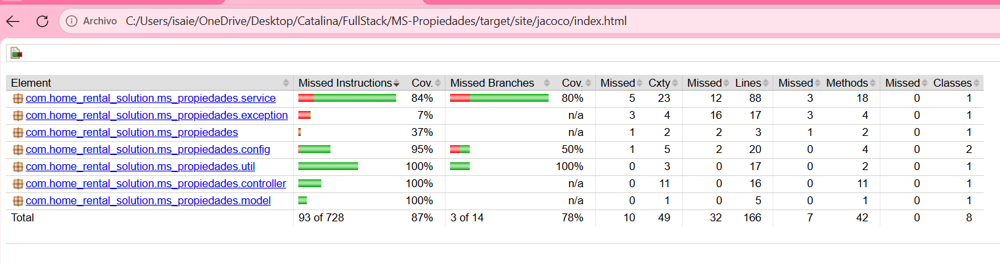 Archivo C:/Users/isaie/OneDrive/Desktop/Catalina/FullStack/MS-Propiedades/target/site/jacoco/index.html
Element Missed Instructions Cov. Missed Branches Cov. Missed Cxty Missed Lines Missed Methods Missed Classes
com.home_rental_solution.ms_propiedades.service 84% 80% 5 23 12 88 3 18 0 1
com.home_rental_solution.ms_propiedades.exception 7% n/a 3 4 16 17 3 4 0 1
com.home_rental_solution.ms_propiedades 37% n/a 1 2 2 3 1 2 0 1
com.home_rental_solution.ms_propiedades.config 95% 50% 1 5 2 20 0 4 0 2
com.home_rental_solution.ms_propiedades.util 100% 100% 0 3 0 17 0 2 0 1
com.home_rental_solution.ms_propiedades.controller 100% n/a 0 11 0 16 0 11 0 1
com.home_rental_solution.ms_propiedades.model 100% n/a 0 1 0 5 0 1 0 1
Total 93 of 728 87% 3 of 14 78% 10 49 32 166 7 42 0 8